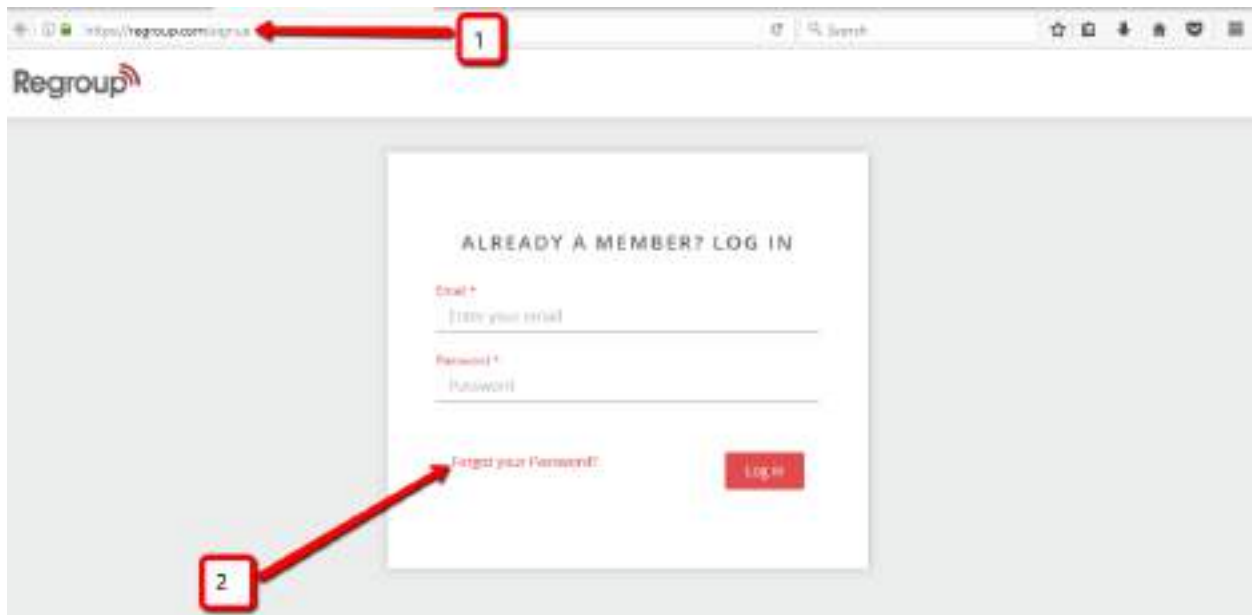 https://regroup.com/signup
1
Search
Regroup
ALREADY A MEMBER? LOG IN
Email *
Enter your email
Password *
Password
Forgot your Password?
Log in
2